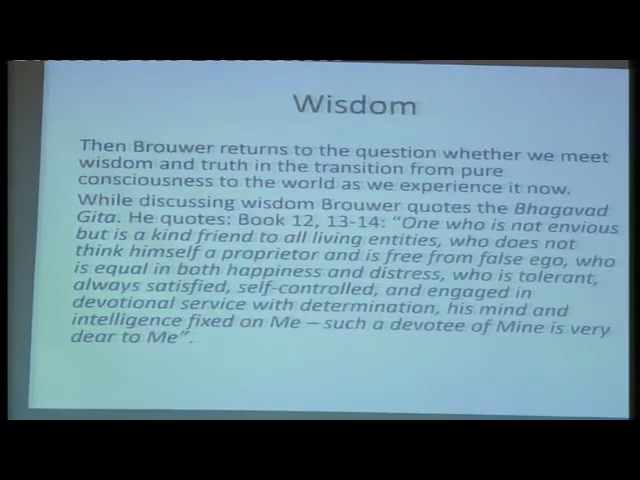 Wisdom
Then Brouwer returns to the question whether we meet
wisdom and truth in the transition from pure
consciousness to the world as we experience it now.
While discussing wisdom Brouwer quotes the Bhagavad
Gita. He quotes: Book 12, 13-14: “One who is not envious
but is a kind friend to all living entities, who does not
think himself a proprietor and is free from false ego, who
is equal in both happiness and distress, who is tolerant,
always satisfied, self-controlled, and engaged in
devotional service with determination, his mind and
intelligence fixed on Me – such a devotee of Mine is very
dear to Me”.